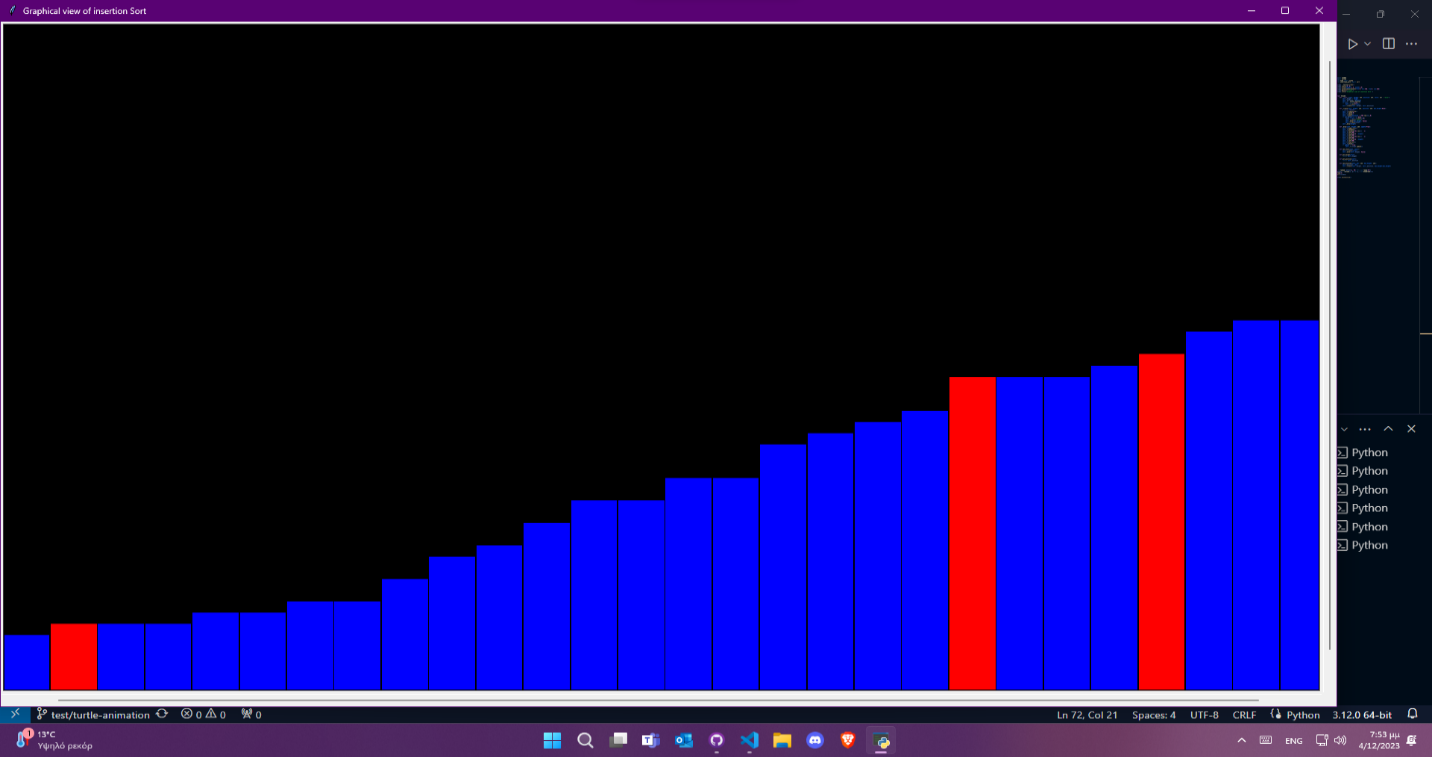 Graphical view of insertion Sort
Python
Python
Python
Python
Python
Python
test/turtle-animation 0 0 0
Ln 72, Col 21 Spaces: 4 UTF-8 CRLF Python 3.12.0 64-bit
1
13°C
Υψηλό ρεκόρ
ENG
7:53 μμ
4/12/2023